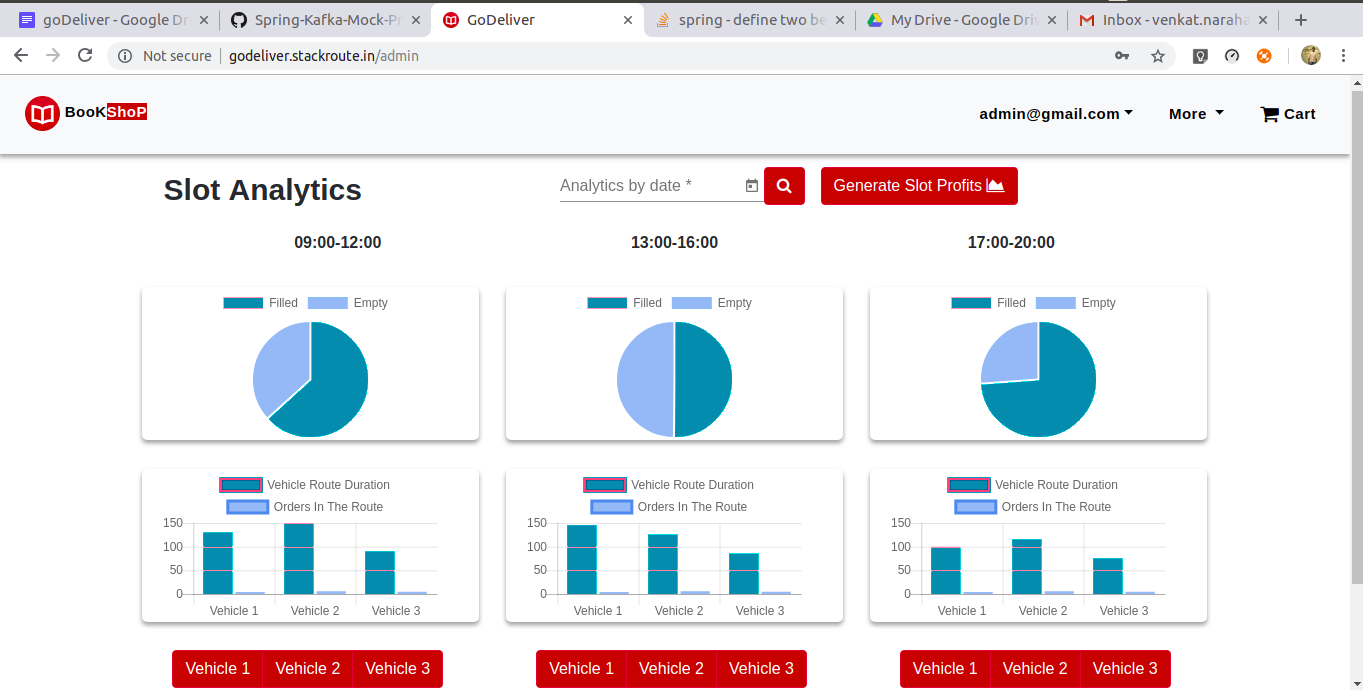 goDeliver - Google Dr
Spring-Kafka-Mock-Pr
GoDeliver
spring - define two be
My Drive - Google Driv
Inbox - venkat.naraha
Not secure
godeliver.stackroute.in/admin
BooKShoP
admin@gmail.com
More
Cart
Slot Analytics
Analytics by date *
Generate Slot Profits
09:00-12:00
13:00-16:00
17:00-20:00
Filled Empty
Filled Empty
Filled Empty
Vehicle Route Duration
Orders In The Route
150
100
50
0
Vehicle 1 Vehicle 2 Vehicle 3
Vehicle Route Duration
Orders In The Route
150
100
50
0
Vehicle 1 Vehicle 2 Vehicle 3
Vehicle Route Duration
Orders In The Route
150
100
50
0
Vehicle 1 Vehicle 2 Vehicle 3
Vehicle 1 Vehicle 2 Vehicle 3
Vehicle 1 Vehicle 2 Vehicle 3
Vehicle 1 Vehicle 2 Vehicle 3